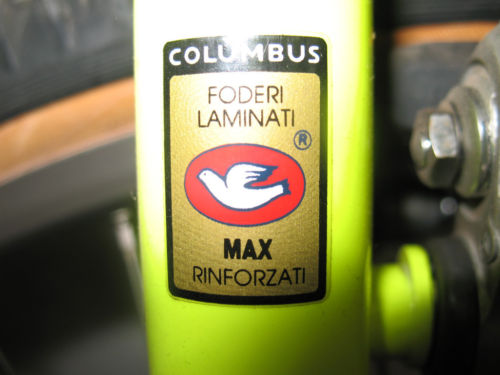 COLUMBUS
FODERI
LAMINATI
®
MAX
RINFORZATI